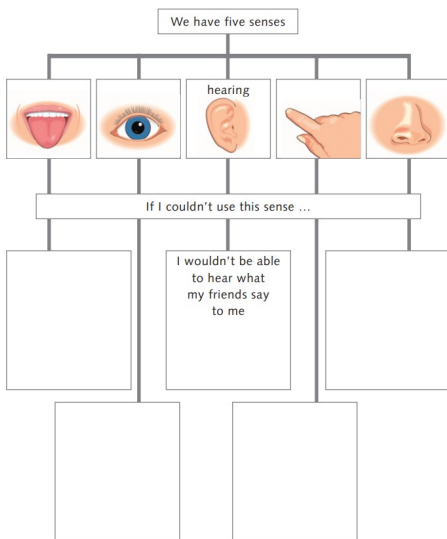 We have five senses
hearing
If I couldn't use this sense ...
I wouldn't be able
to hear what
my friends say
to me